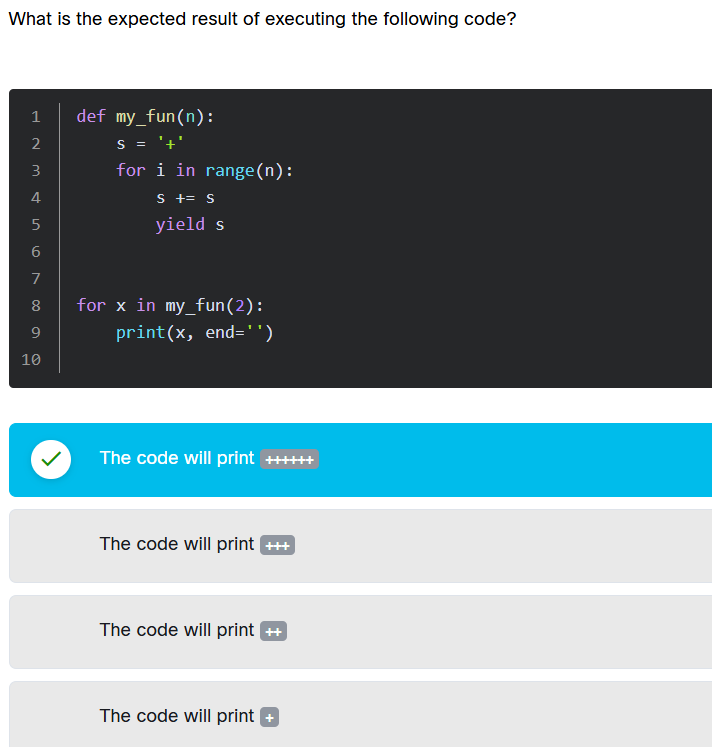 What is the expected result of executing the following code?
1 def my_fun(n):
2     s = '+'
3     for i in range(n):
4         s += s
5         yield s
6
7
8 for x in my_fun(2):
9     print(x, end='')
10
The code will print ++++++
The code will print +++
The code will print ++
The code will print +